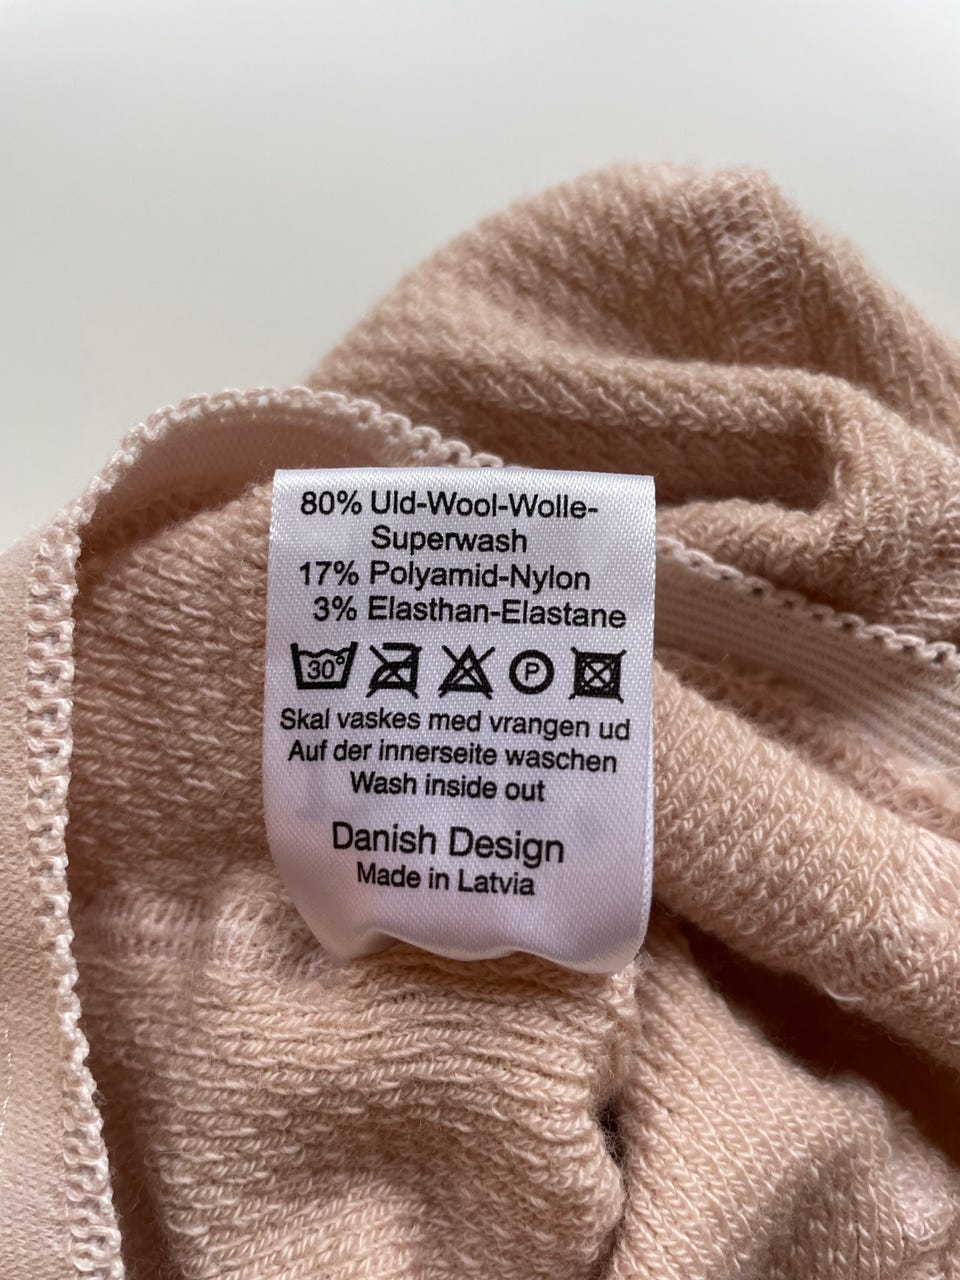 80% Uld-Wool-Wolle-
Superwash
17% Polyamid-Nylon
3% Elasthan-Elastane
30° P
Skal vaskes med vrangen ud
Auf der innerseite waschen
Wash inside out
Danish Design
Made in Latvia